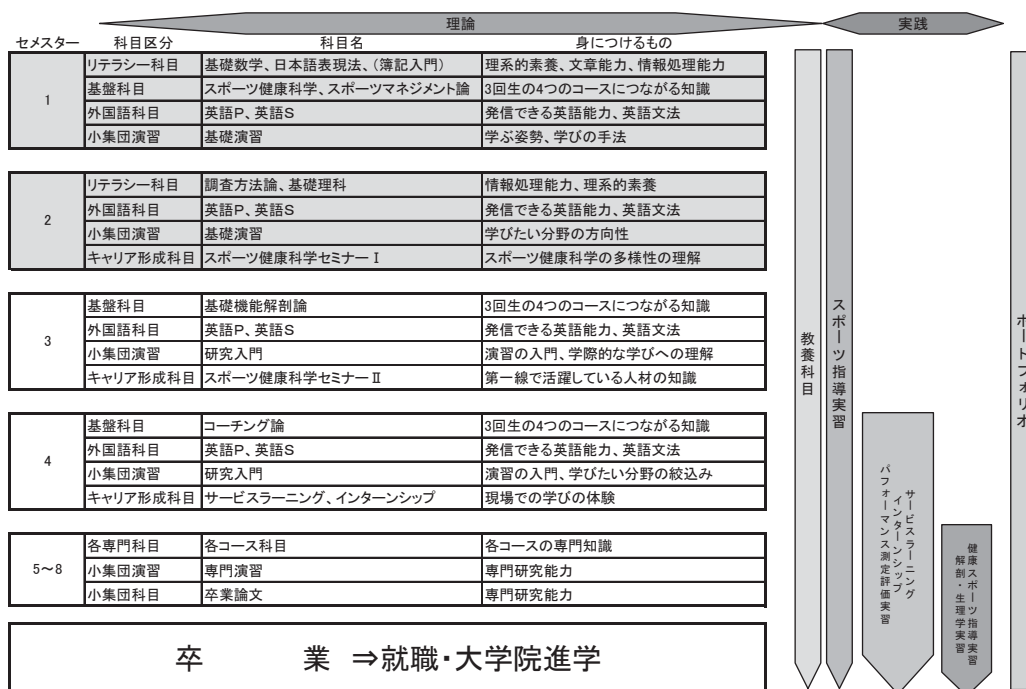 理論 実践
セメスター 科目区分 科目名 身につけるもの
1
リテラシー科目 基礎数学、日本語表現法、（簿記入門） 理系的素養、文章能力、情報処理能力
基盤科目 スポーツ健康科学、スポーツマネジメント論 3回生の4つのコースにつながる知識
外国語科目 英語P、英語S 発信できる英語能力、英語文法
小集団演習 基礎演習 学ぶ姿勢、学びの手法
2
リテラシー科目 調査方法論、基礎理科 情報処理能力、理系的素養
外国語科目 英語P、英語S 発信できる英語能力、英語文法
小集団演習 基礎演習 学びたい分野の方向性
キャリア形成科目 スポーツ健康科学セミナーⅠ スポーツ健康科学の多様性の理解
3
基盤科目 基礎機能解剖論 3回生の4つのコースにつながる知識
外国語科目 英語P、英語S 発信できる英語能力、英語文法
小集団演習 研究入門 演習の入門、学際的な学びへの理解
キャリア形成科目 スポーツ健康科学セミナーⅡ 第一線で活躍している人材の知識
4
基盤科目 コーチング論 3回生の4つのコースにつながる知識
外国語科目 英語P、英語S 発信できる英語能力、英語文法
小集団演習 研究入門 演習の入門、学びたい分野の絞込み
キャリア形成科目 サービスラーニング、インターンシップ 現場での学びの体験
5～8
各専門科目 各コース科目 各コースの専門知識
小集団演習 専門演習 専門研究能力
小集団科目 卒業論文 専門研究能力
卒 業 ⇒就職・大学院進学
教養科目
スポーツ指導実習
サービスラーニング
インターンシップ
パフォーマンス測定評価実習
健康スポーツ指導実習
解剖・生理学実習
ポートフォリオ